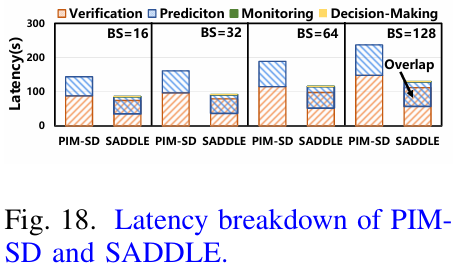 Verification Prediciton Monitoring Decision-Making
Latency(s)
300
200
100
0
BS=16
BS=32
BS=64
BS=128
Overlap
PIM-SD SADDLE PIM-SD SADDLE PIM-SD SADDLE PIM-SD SADDLE
Fig. 18. Latency breakdown of PIM-
SD and SADDLE.